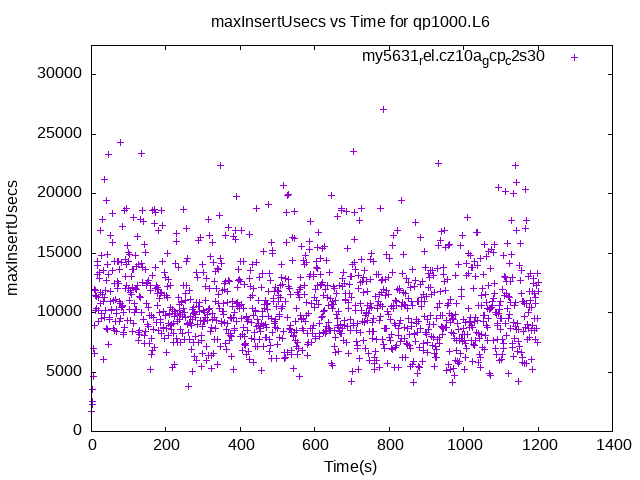 maxInsertUsecs vs Time for qp1000.L6
my5631rel.cz10agcpc2s30
maxInsertUsecs
30000
25000
20000
15000
10000
5000
0
0 200 400 600 800 1000 1200 1400
Time(s)